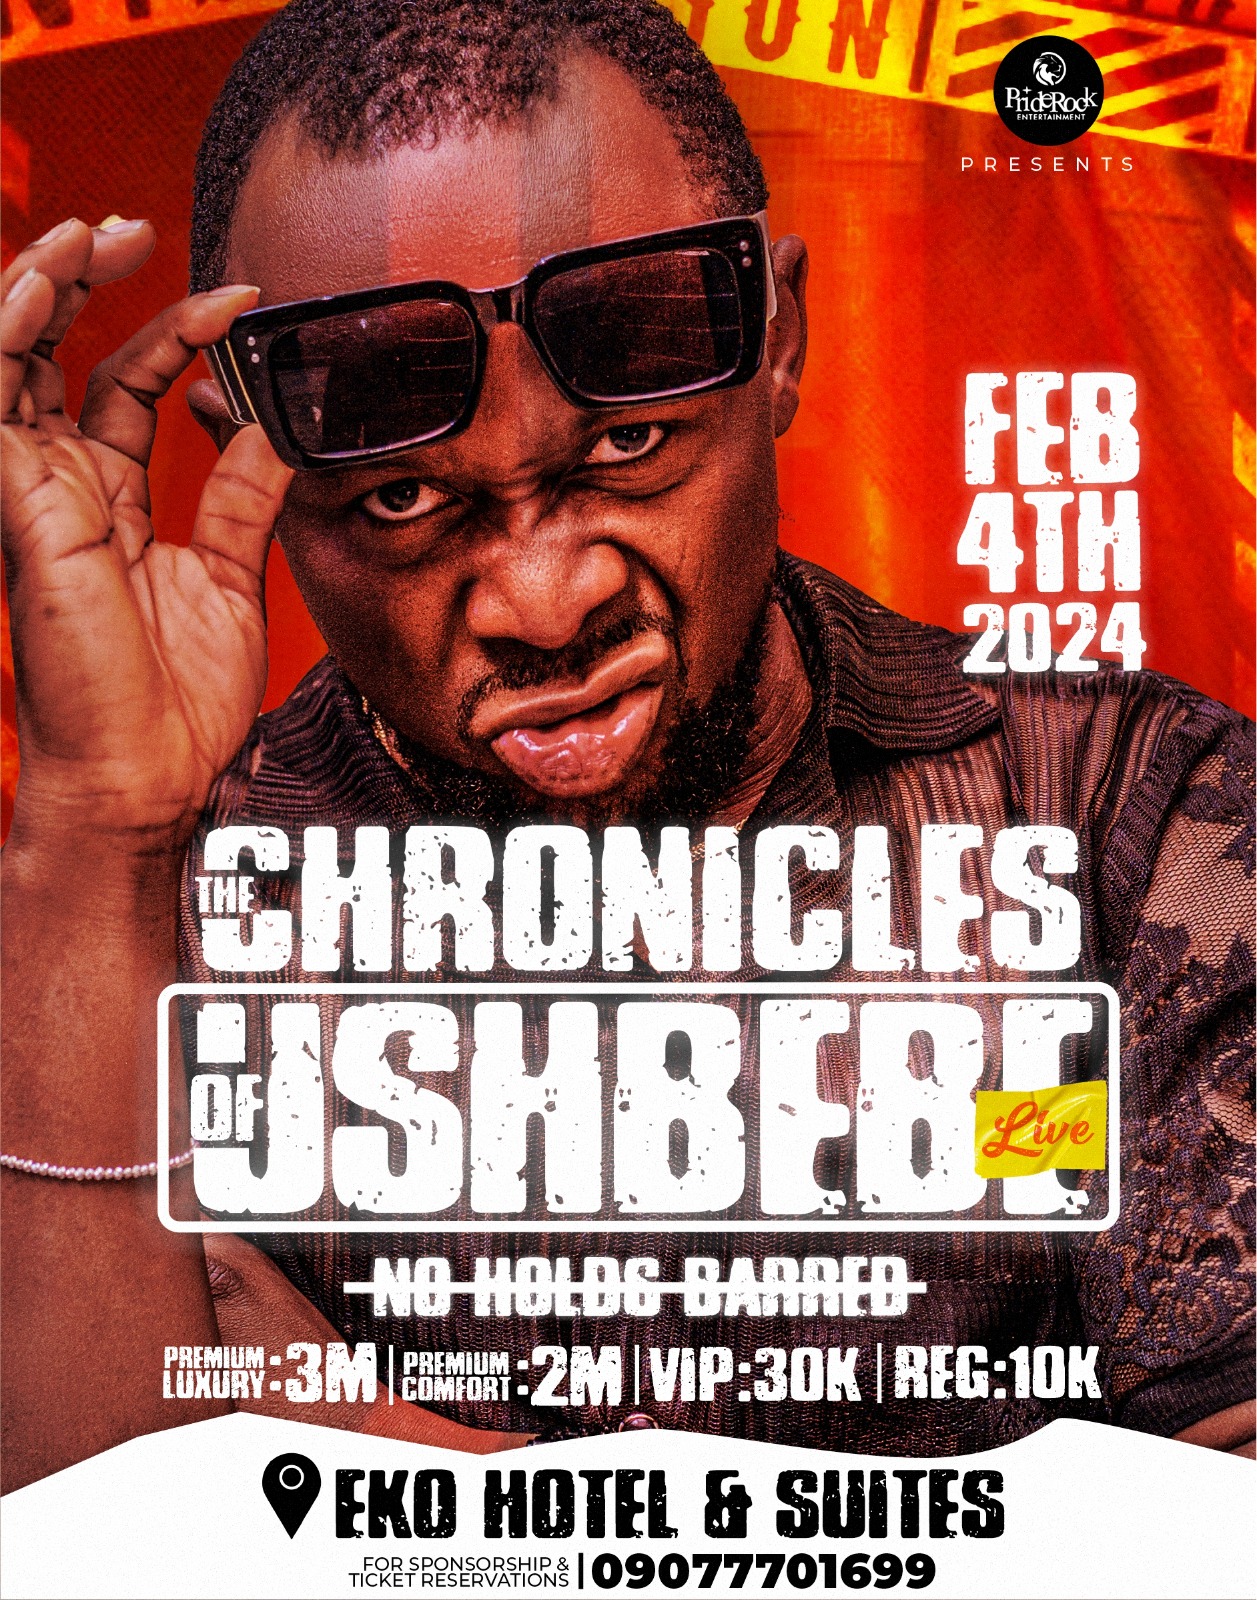 ION
PrideRock
ENTERTAINMENT
PRESENTS
FEB
4TH
2024
THE CHRONICLES
OF USHBEBE
Live
NO HOLDS BARRED
PREMIUM LUXURY: 3M | PREMIUM COMFORT: 2M | VIP:30K | REG:10K
EKO HOTEL & SUITES
FOR SPONSORSHIP &
TICKET RESERVATIONS | 09077701699